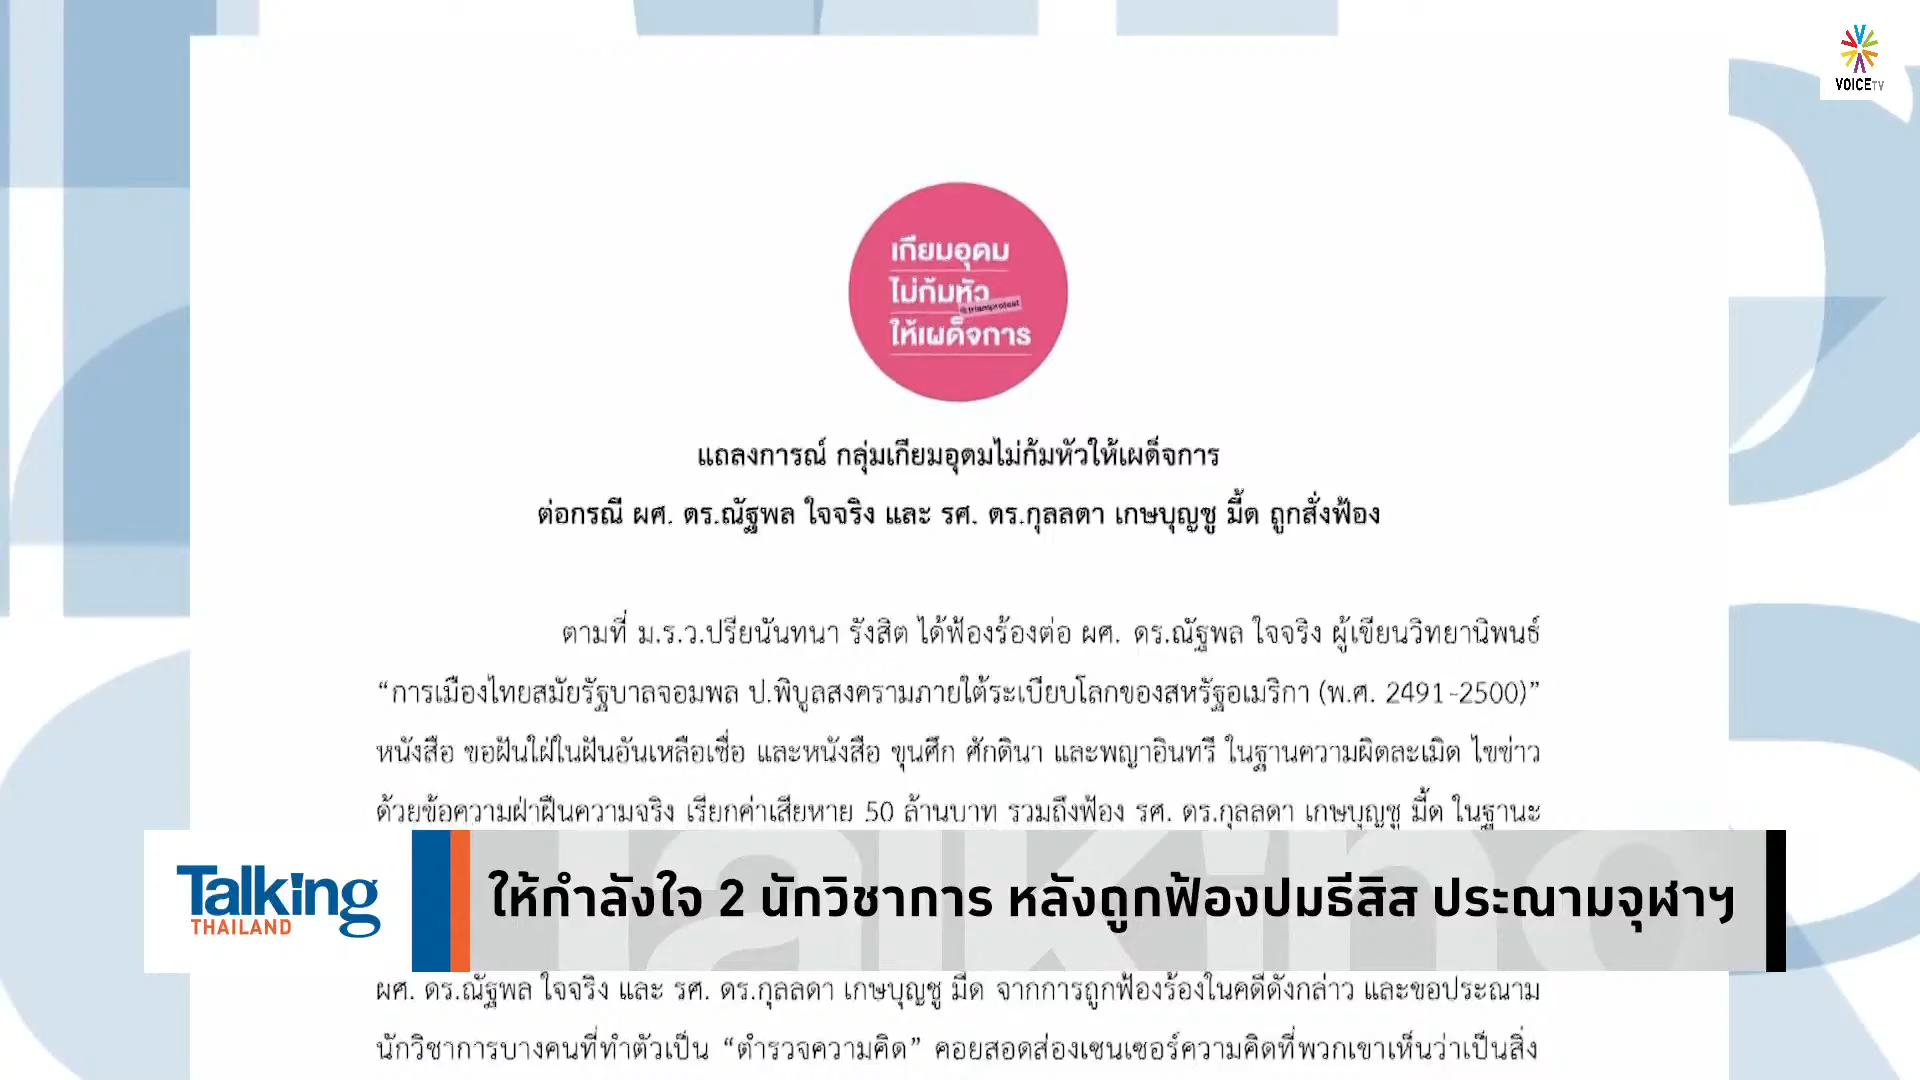 VOICE TV
เกียมอุดม
ไม่ก้มหัว
@triamprotest
ให้เผด็จการ
แถลงการณ์ กลุ่มเกียมอุดมไม่ก้มหัวให้เผด็จการ
ต่อกรณี ผศ. ดร.ณัฐพล ใจจริง และ รศ. ดร.กุลลดา เกษบุญชู มี้ด ถูกสั่งฟ้อง
ตามที่ ม.ร.ว.ปรียนันทนา รังสิต ได้ฟ้องร้องต่อ ผศ. ดร.ณัฐพล ใจจริง ผู้เขียนวิทยานิพนธ์
“การเมืองไทยสมัยรัฐบาลจอมพล ป.พิบูลสงครามภายใต้ระเบียบโลกของสหรัฐอเมริกา (พ.ศ. 2491-2500)”
หนังสือ ขอฝันใฝ่ในฝันอันเหลือเชื่อ และหนังสือ ขุนศึก ศักดินา และพญาอินทรี ในฐานความผิดละเมิด ไขข่าว
ด้วยข้อความฝ่าฝืนความจริง เรียกค่าเสียหาย 50 ล้านบาท รวมถึงฟ้อง รศ. ดร.กุลลดา เกษบุญชู มี้ด ในฐานะ
Talking
THAILAND
ให้กำลังใจ 2 นักวิชาการ หลังถูกฟ้องปมธีสิส ประณามจุฬาฯ
ผศ. ดร.ณัฐพล ใจจริง และ รศ. ดร.กุลลดา เกษบุญชู มี้ด จากการถูกฟ้องร้องในคดีดังกล่าว และขอประณาม
นักวิชาการบางคนที่ทำตัวเป็น “ตำรวจความคิด” คอยสอดส่องเซนเซอร์ความคิดที่พวกเขาเห็นว่าเป็นสิ่ง